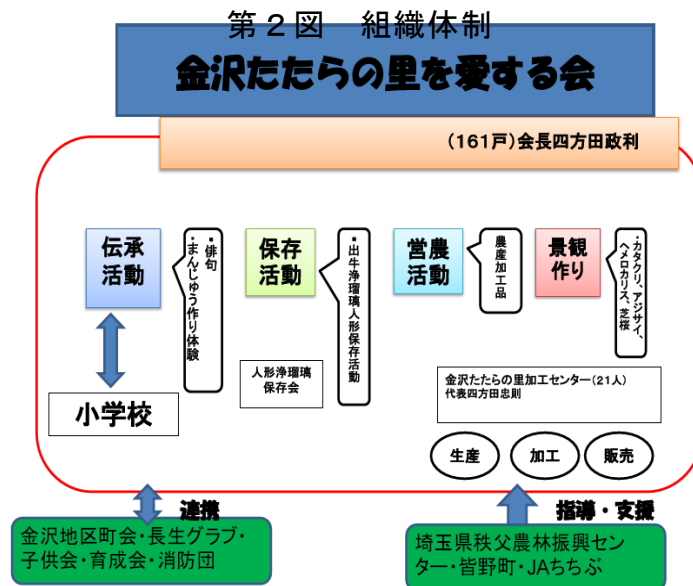 第２図　組織体制
金沢たたらの里を愛する会
（161戸）会長四方田政利
伝承
活動
・俳句
・まんじゅう作り体験
保存
活動
・出牛浄瑠璃人形保存活動
営農
活動
農産加工品
景観
作り
・カタクリ、アジサイ、
ヘメロカリス、芝桜
人形浄瑠璃
保存会
金沢たたらの里加工センター（21人）
代表四方田忠則
小学校
生産
加工
販売
連携
指導・支援
金沢地区町会・長生グラブ・
子供会・育成会・消防団
埼玉県秩父農林振興セン
ター・皆野町・JAちちぶ